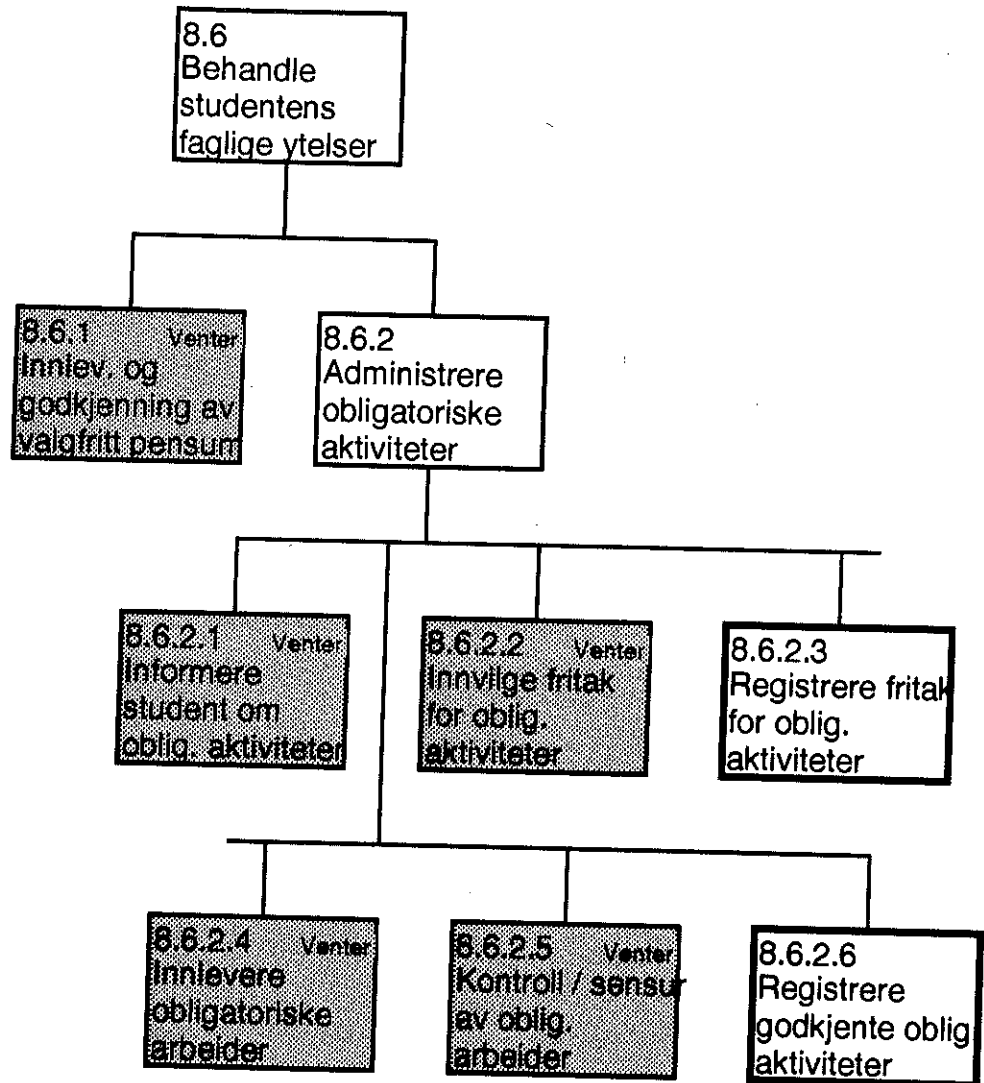 8.6
Behandle
studentens
faglige ytelser
8.6.1 Venter
Innlev. og
godkjenning av
valgfritt pensum
8.6.2
Administrere
obligatoriske
aktiviteter
8.6.2.1 Venter
Informere
student om
oblig. aktiviteter
8.6.2.2 Venter
Innvilge fritak
for oblig.
aktiviteter
8.6.2.3
Registrere fritak
for oblig.
aktiviteter
8.6.2.4 Venter
Innlevere
obligatoriske
arbeider
8.6.2.5 Venter
Kontroll / sensur
av oblig.
arbeider
8.6.2.6
Registrere
godkjente oblig
aktiviteter